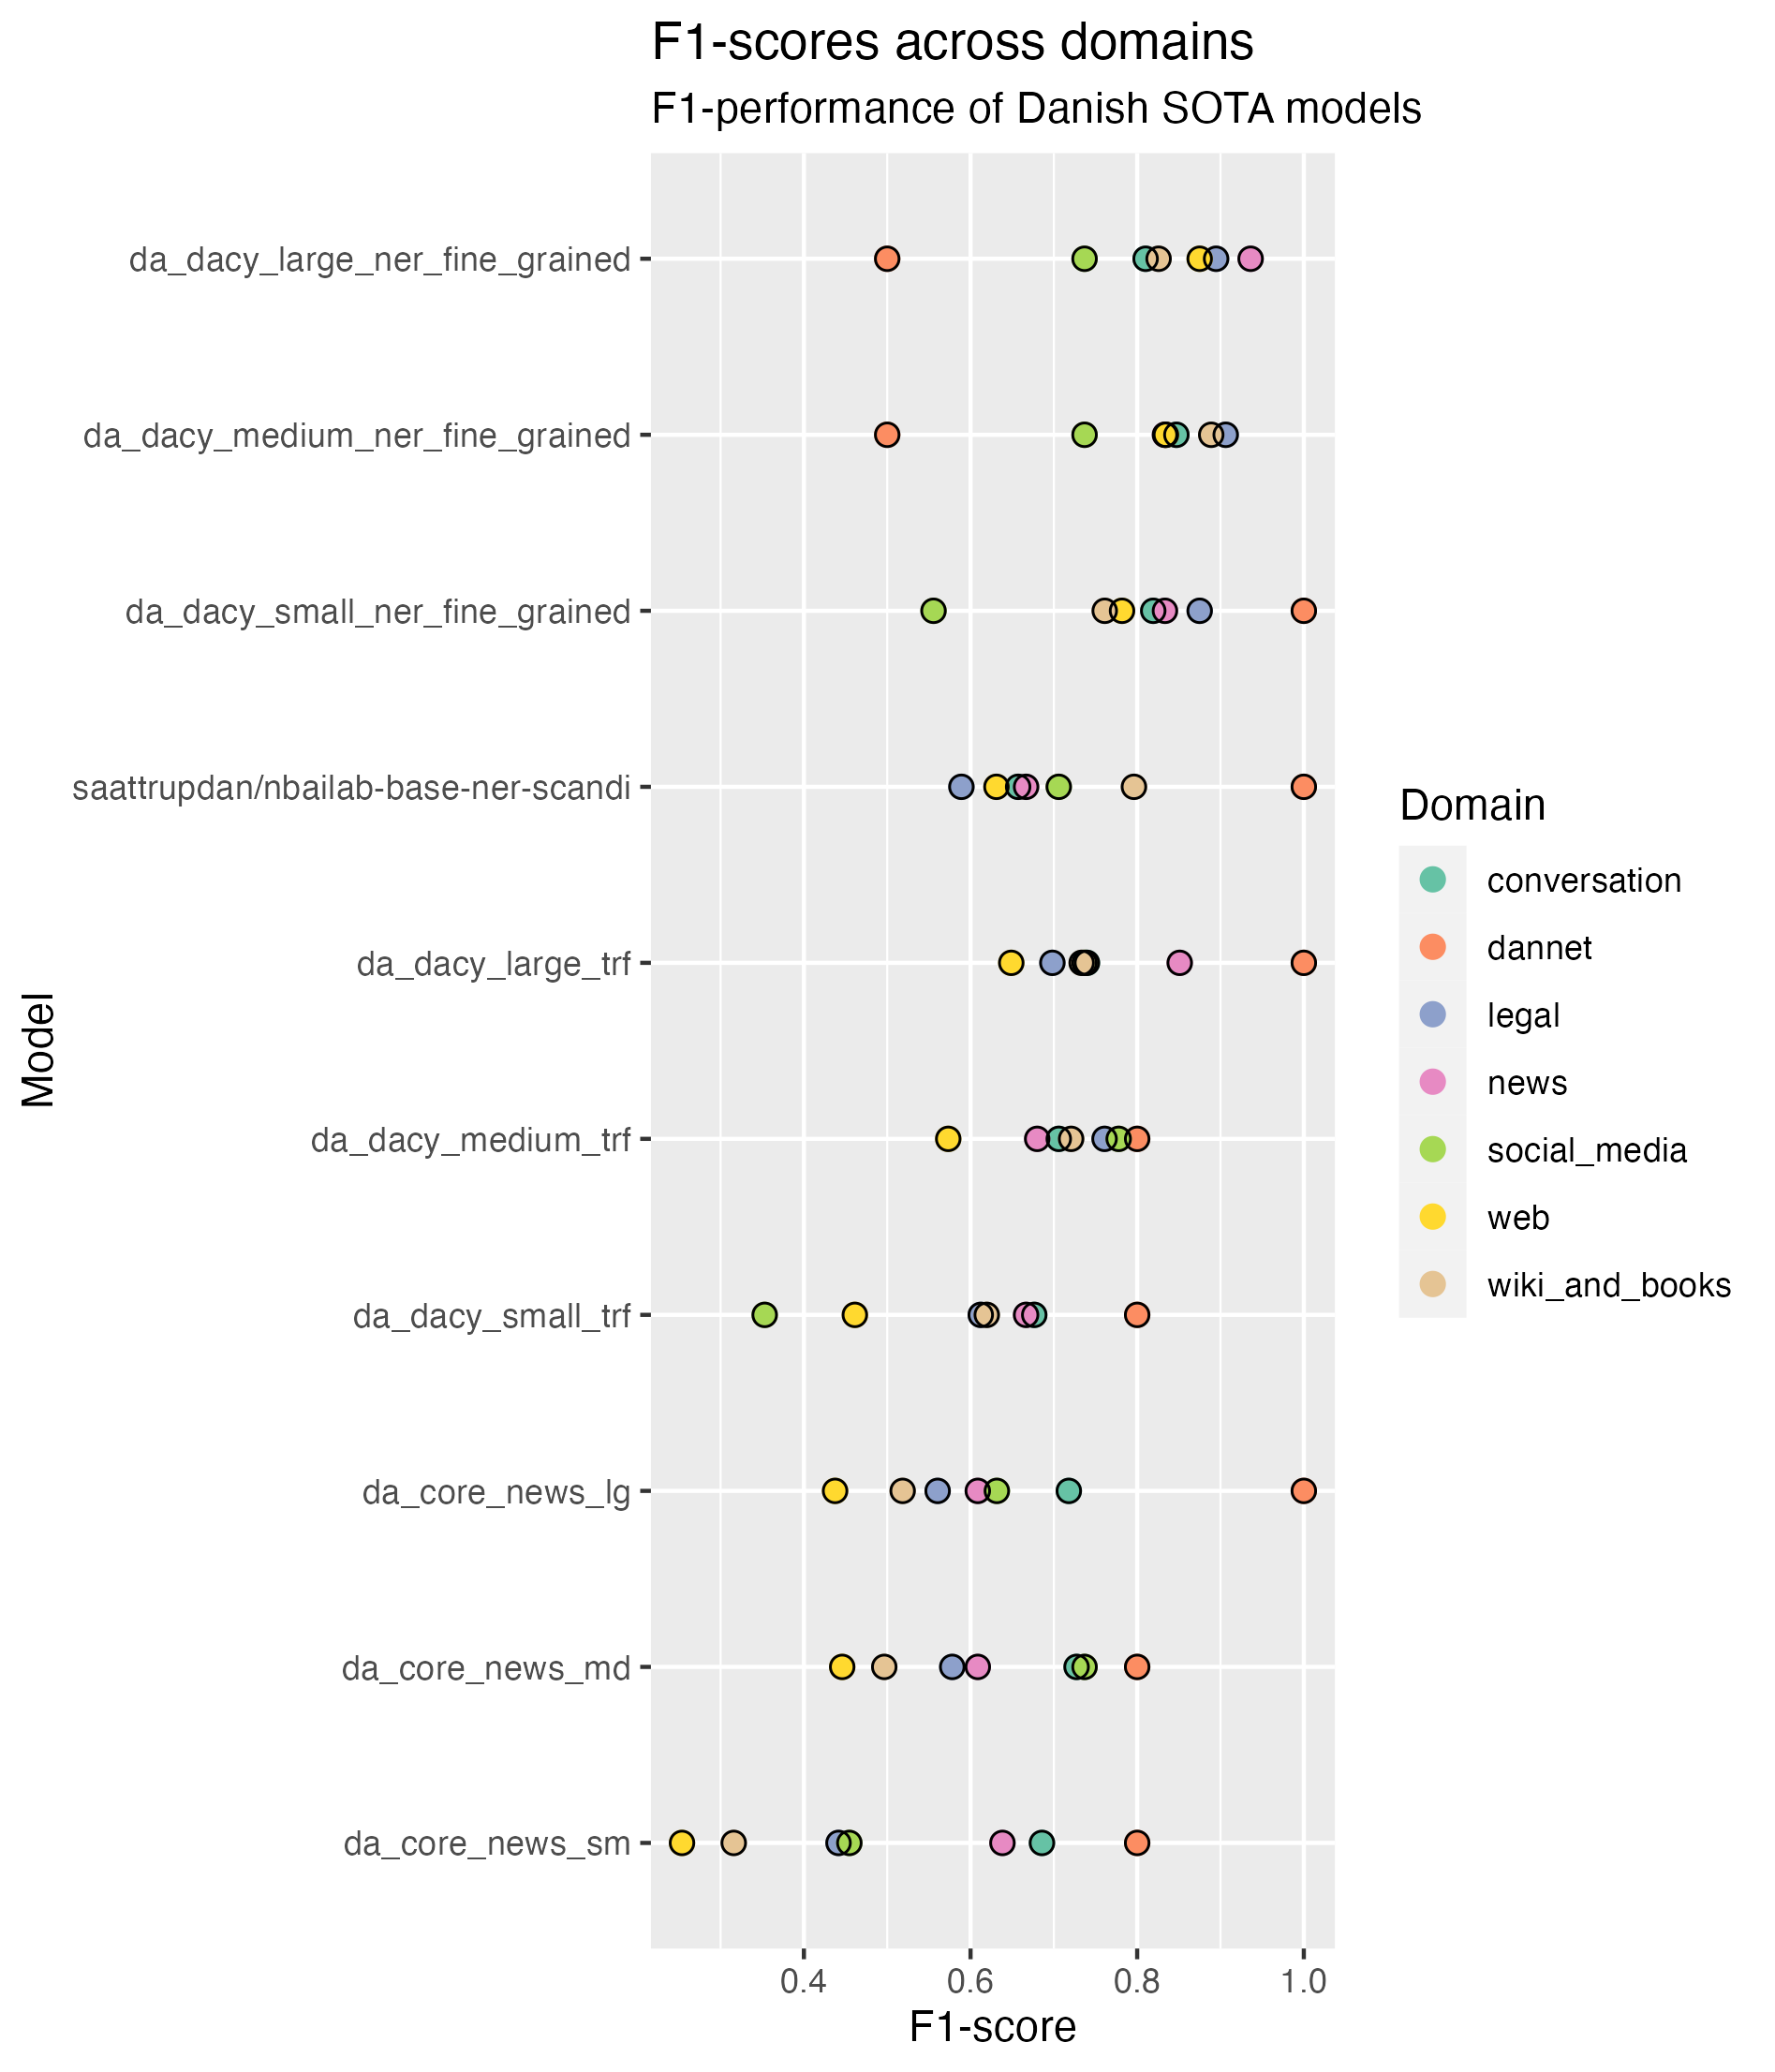 F1-scores across domains
F1-performance of Danish SOTA models
Model
da_dacy_large_ner_fine_grained
da_dacy_medium_ner_fine_grained
da_dacy_small_ner_fine_grained
saattrupdan/nbailab-base-ner-scandi
da_dacy_large_trf
da_dacy_medium_trf
da_dacy_small_trf
da_core_news_lg
da_core_news_md
da_core_news_sm
0.4 0.6 0.8 1.0
F1-score
Domain
conversation
dannet
legal
news
social_media
web
wiki_and_books